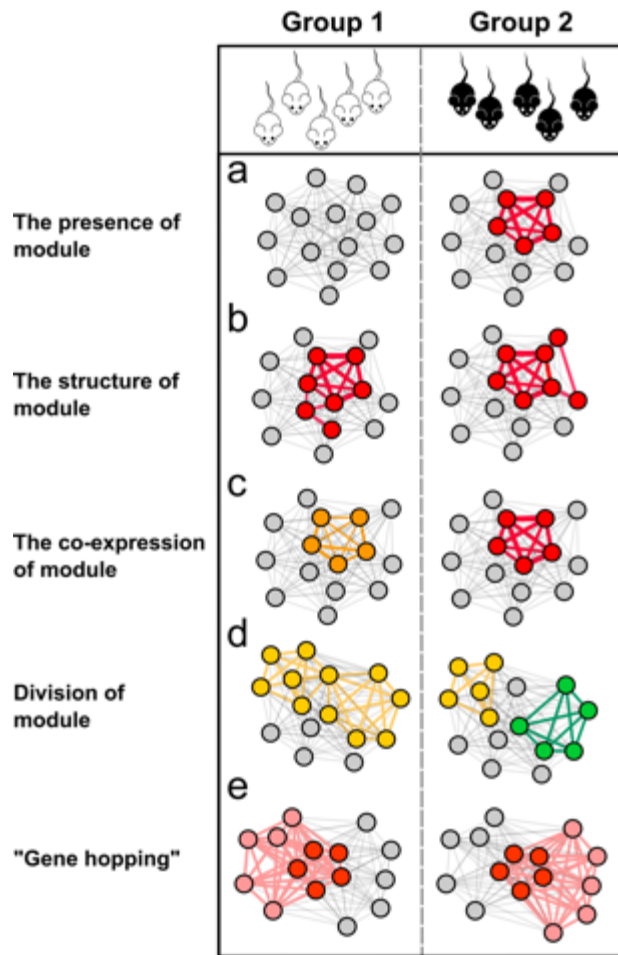 Group 1 Group 2
a
The presence of
module
b
The structure of
module
c
The co-expression
of module
d
Division of
module
e
"Gene hopping"